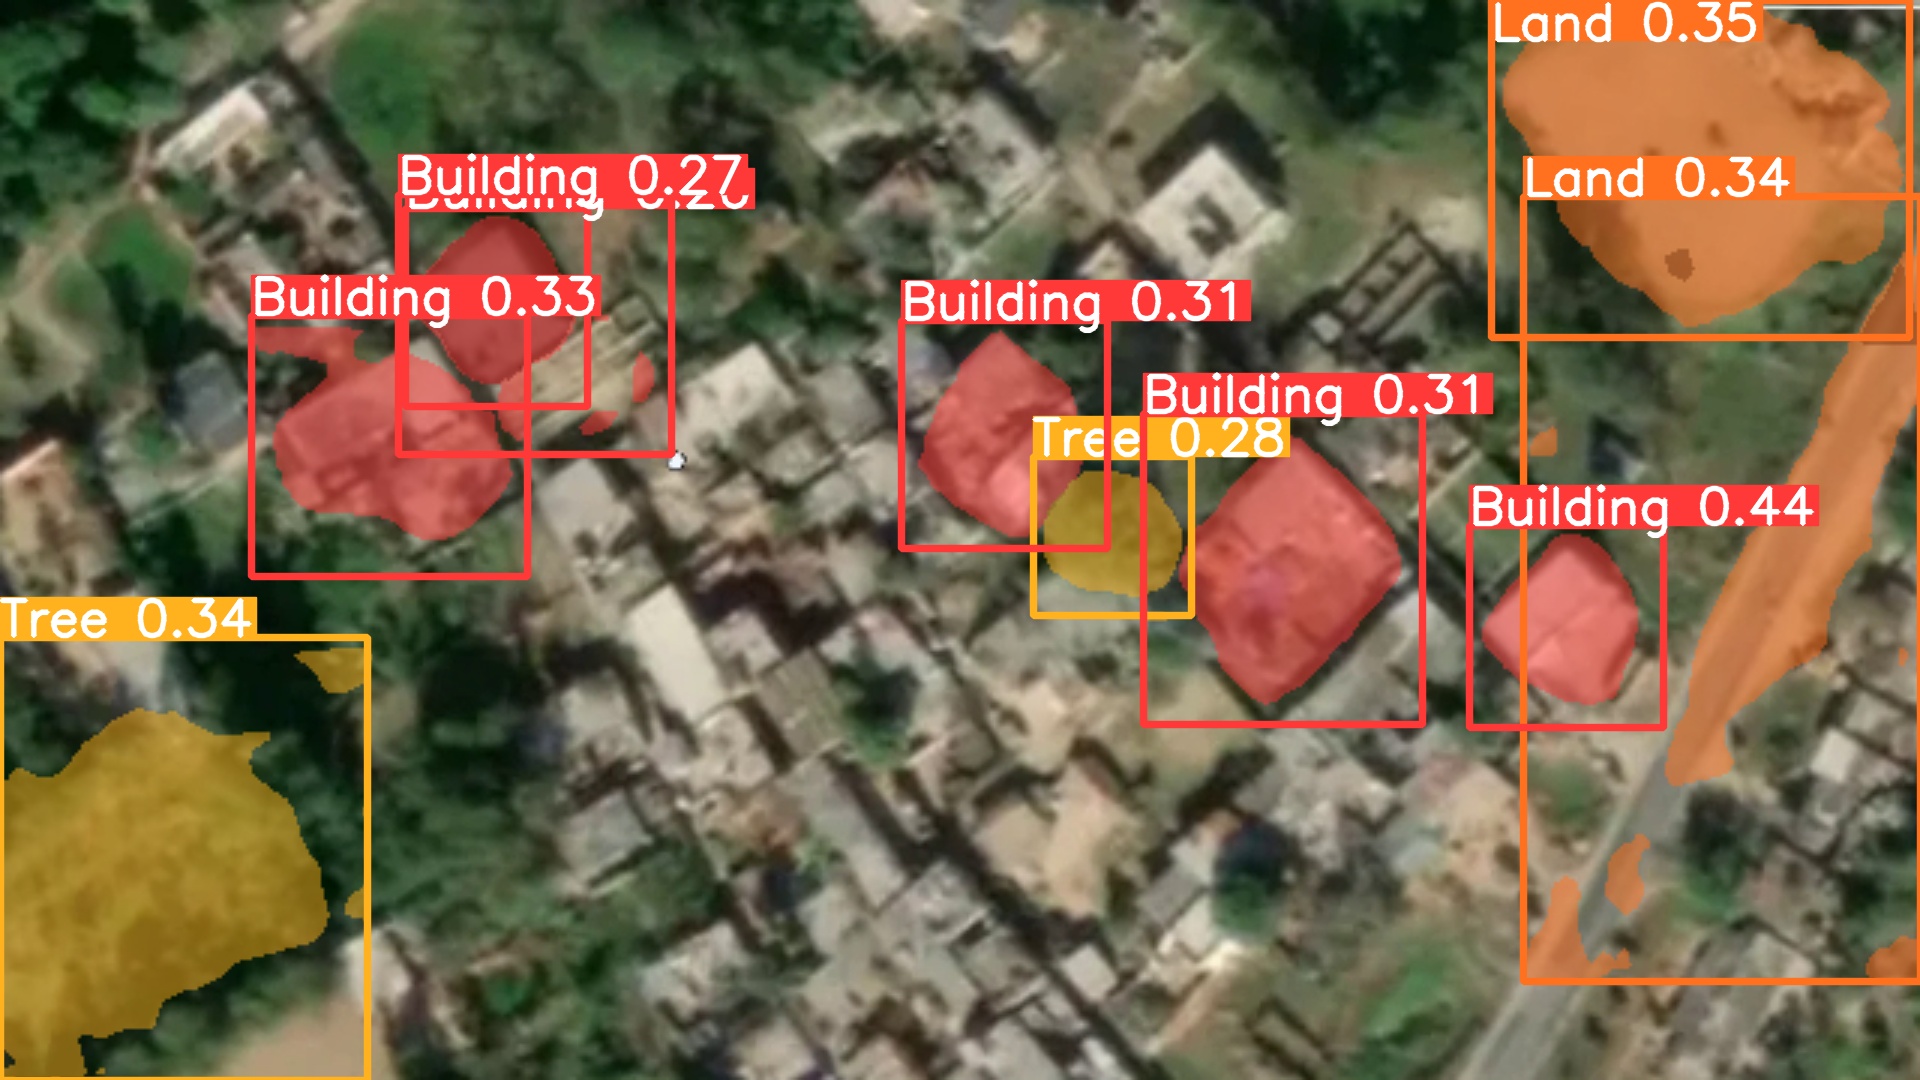 Land 0.35
Building 0.27
Land 0.34
Building 0.33
Building 0.31
Building 0.31
Tree 0.28
Building 0.44
Tree 0.34